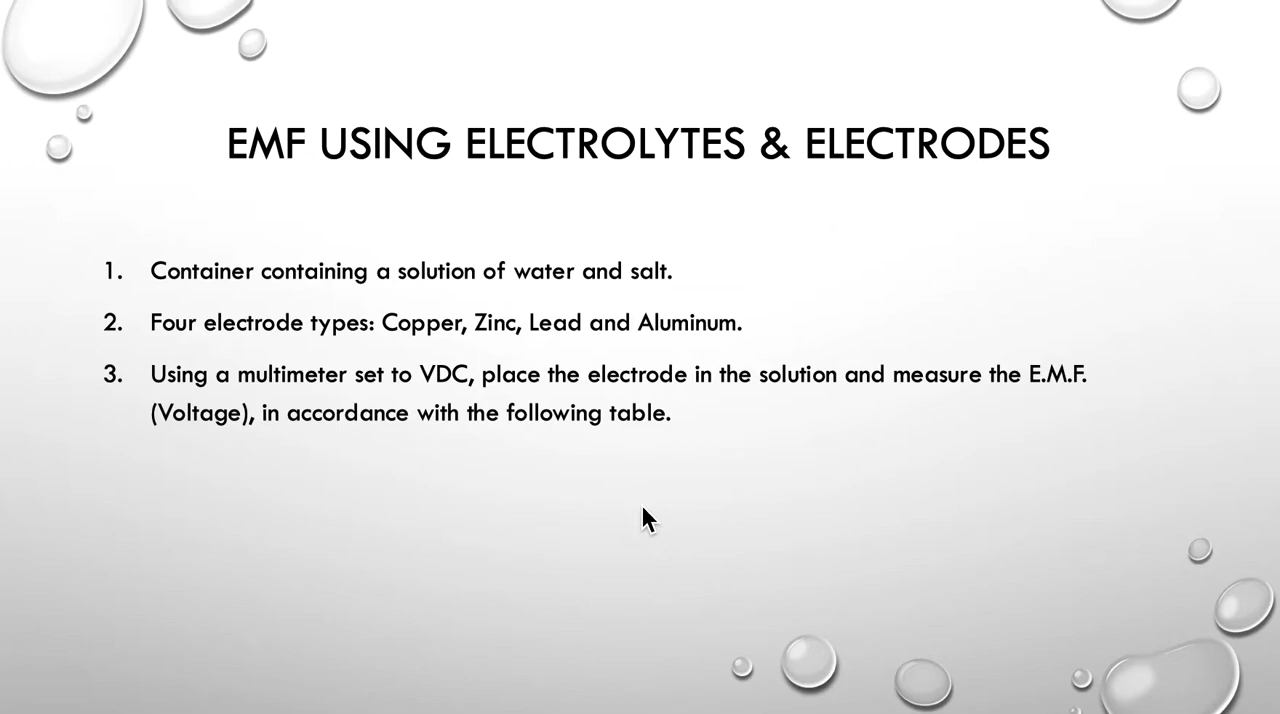 EMF USING ELECTROLYTES & ELECTRODES
1. Container containing a solution of water and salt.
2. Four electrode types: Copper, Zinc, Lead and Aluminum.
3. Using a multimeter set to VDC, place the electrode in the solution and measure the E.M.F.
(Voltage), in accordance with the following table.